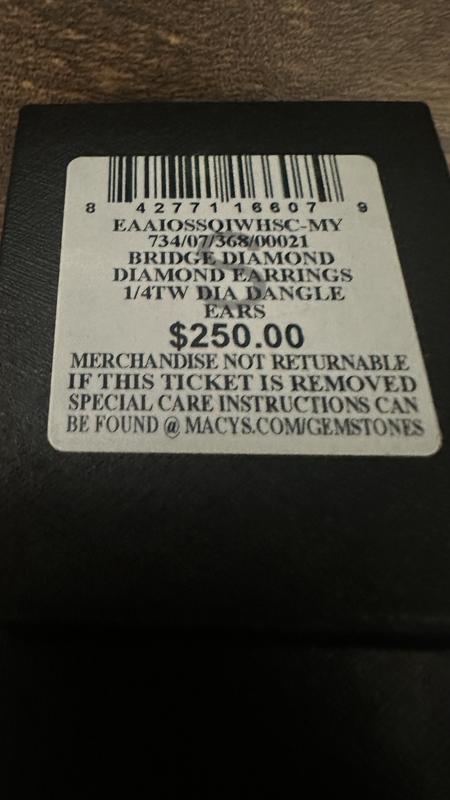 8 42771 16607 9
EAAIOSSQIWHSC-MY
734/07/368/00021
BRIDGE DIAMOND
DIAMOND EARRINGS
1/4TW DIA DANGLE
EARS
$250.00
MERCHANDISE NOT RETURNABLE
IF THIS TICKET IS REMOVED
SPECIAL CARE INSTRUCTIONS CAN
BE FOUND @ MACYS.COM/GEMSTONES